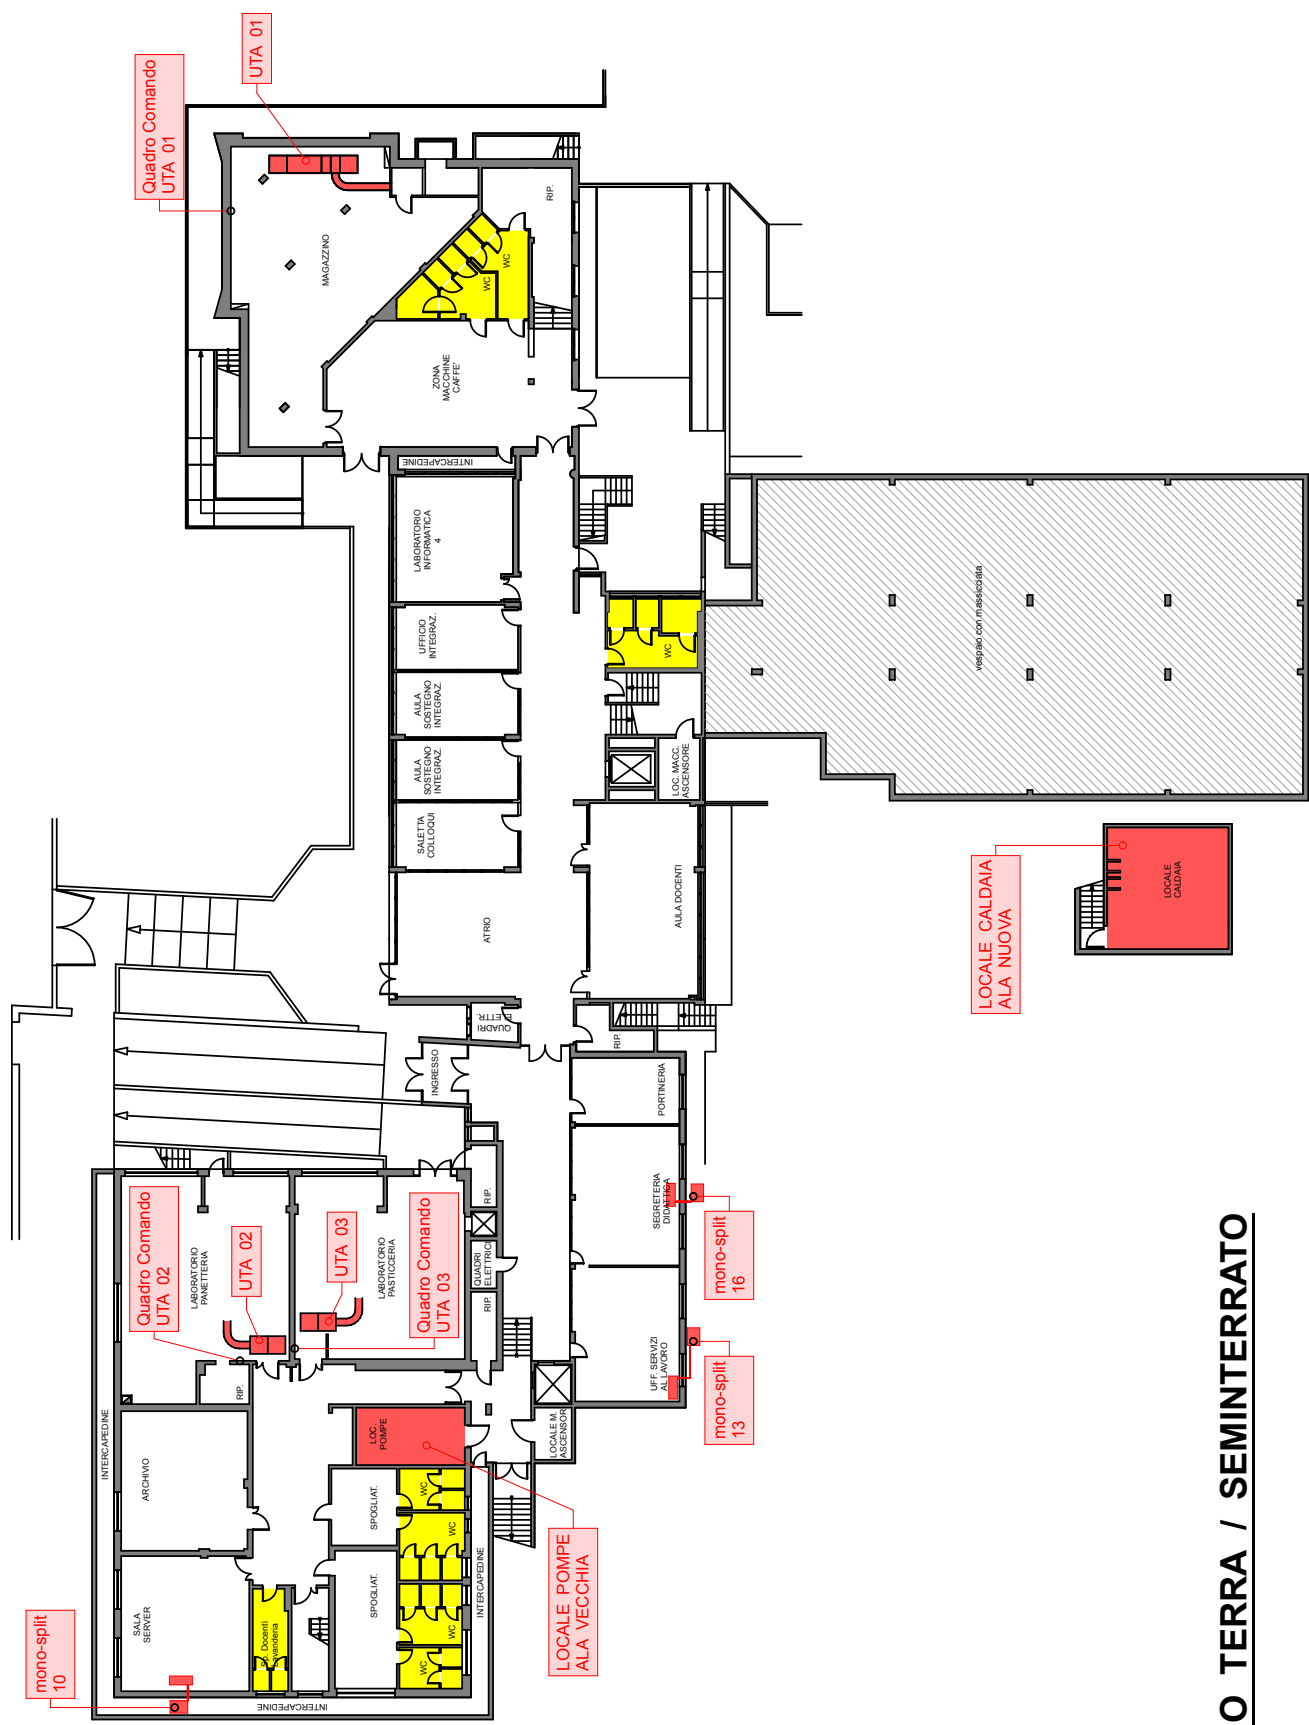 Quadro Comando
UTA 01
UTA 01
MAGAZZINO
RIP.
WC
WC
ZONA
MACCHINE
CAFFE'
INTERCAPEDINE
LABORATORIO
INFORMATICA
4
UFFICIO
INTEGRAZ.
AULA
SOSTEGNO
INTEGRAZ.
AULA
SOSTEGNO
INTEGRAZ.
SALETTA
COLLOQUI
WC
LOC. MACC.
ASCENSORE
vespaio con massicciata
ATRIO
AULA DOCENTI
LOCALE CALDAIA
ALA NUOVA
LOCALE
CALDAIA
QUADRI
ELETTR.
RIP.
INGRESSO
PORTINERIA
SEGRETERIA
DIDATTICA
mono-split
16
UFF. SERVIZI
AL LAVORO
mono-split
13
Quadro Comando
UTA 02
LABORATORIO
PANETTERIA
UTA 02
UTA 03
LABORATORIO
PASTICCERIA
Quadro Comando
UTA 03
RIP.
QUADRI
ELETTRICI
RIP.
RIP.
LOCALE M.
ASCENSOR
INTERCAPEDINE
ARCHIVIO
LOC.
POMPE
SPOGLIAT.
WC
WC
SALA
SERVER
Sp. Docenti
Lavanderia
SPOGLIAT.
WC
WC
INTERCAPEDINE
INTERCAPEDINE
LOCALE POMPE
ALA VECCHIA
mono-split
10
O TERRA / SEMINTERRATO